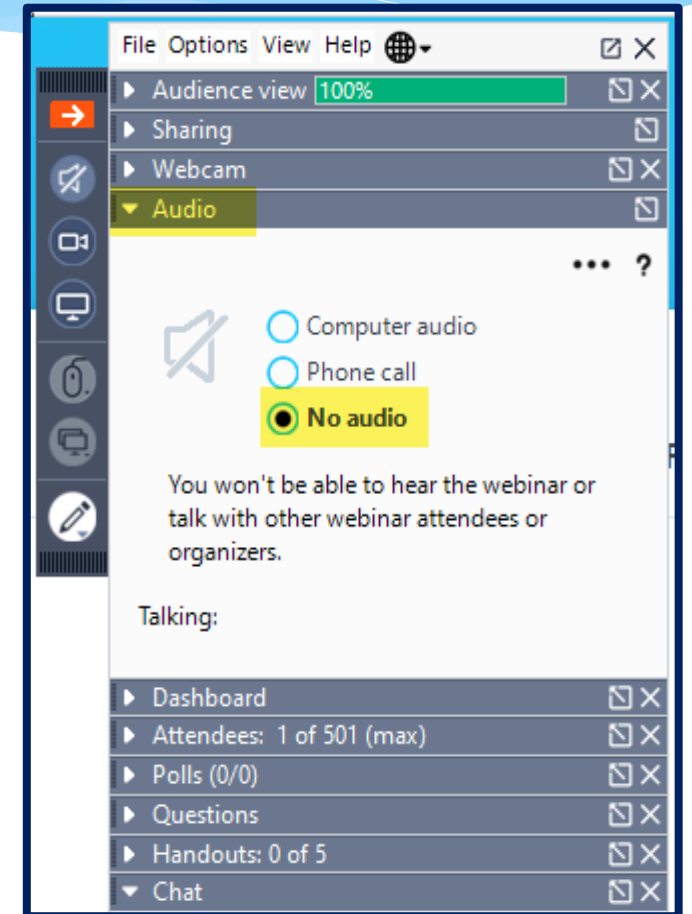 File Options View Help
Audience view 100%
Sharing
Webcam
Audio
... ?
Computer audio
Phone call
No audio
You won't be able to hear the webinar or
talk with other webinar attendees or
organizers.
Talking:
Dashboard
Attendees: 1 of 501 (max)
Polls (0/0)
Questions
Handouts: 0 of 5
Chat